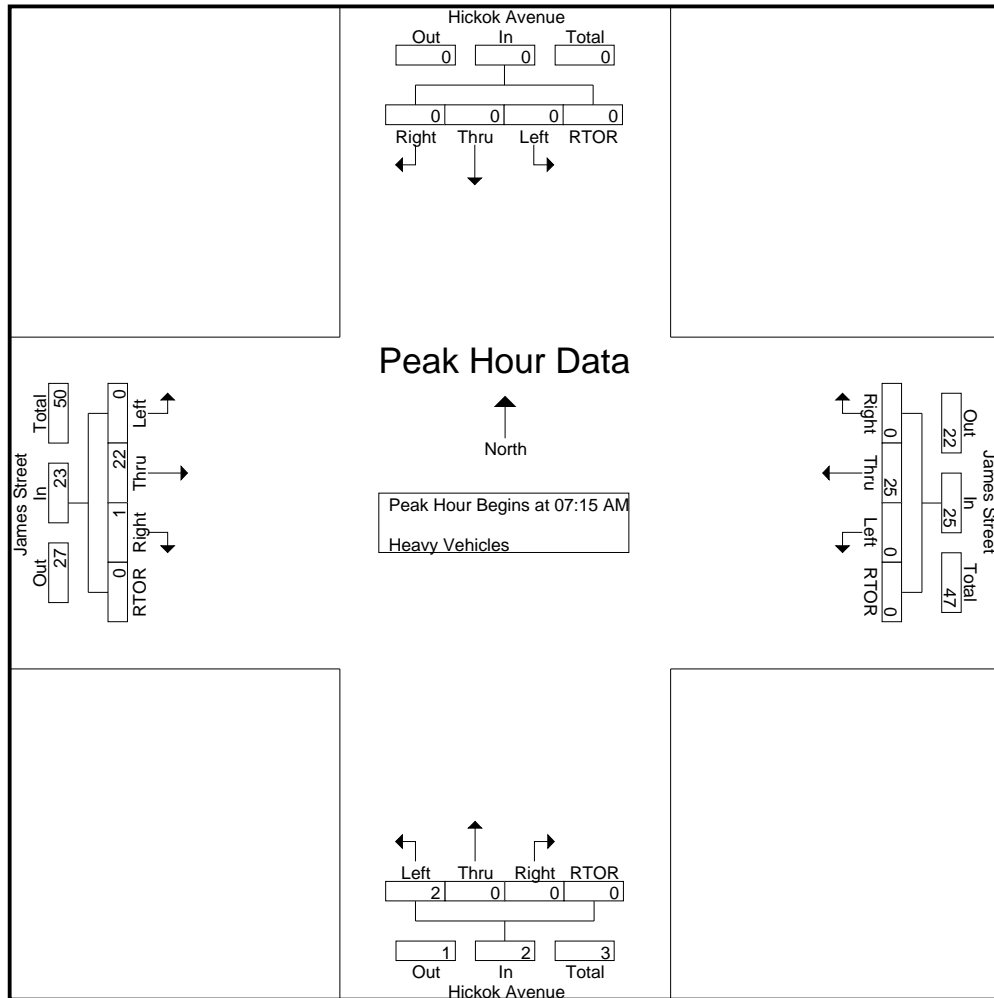 Hickok Avenue
Out In Total
0 0 0
0 0 0 0
Right Thru Left RTOR
Peak Hour Data
North
Peak Hour Begins at 07:15 AM
Heavy Vehicles
James Street
Total In Out
50 23 27
0 22 1 0
Left Thru Right RTOR
James Street
Out In Total
22 25 47
0 25 0 0
Right Thru Left RTOR
Left Thru Right RTOR
2 0 0 0
1 2 3
Out In Total
Hickok Avenue